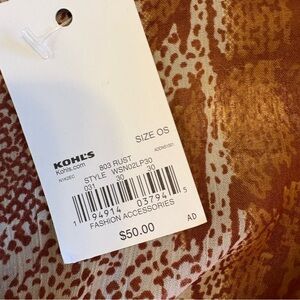 SIZE OS
KOHL'S
Kohls.com
803 RUST
STYLE WSN02LP30
031 30 30
1 94914 03794 5
FASHION ACCESSORIES
$50.00
AD